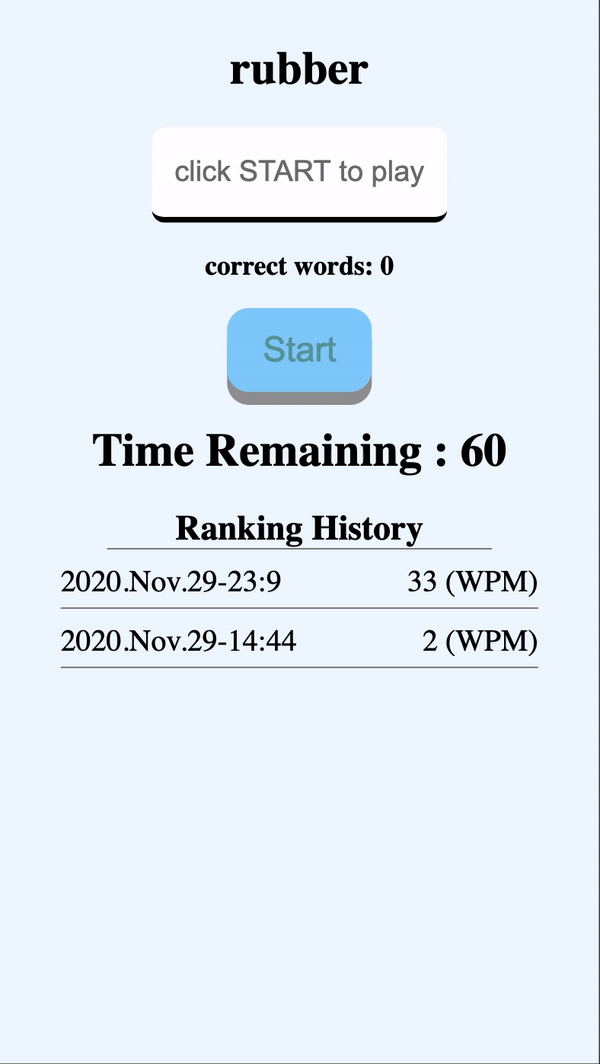 rubber
click START to play
correct words: 0
Start
Time Remaining : 60
Ranking History
2020.Nov.29-23:9 33 (WPM)
2020.Nov.29-14:44 2 (WPM)